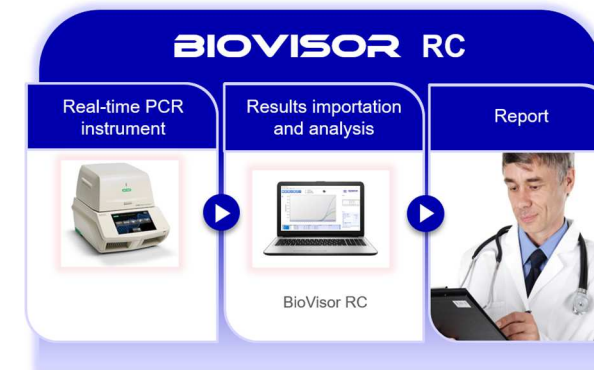 BIOVISOR RC
Real-time PCR
instrument
Results importation
and analysis
Report
BioVisor RC